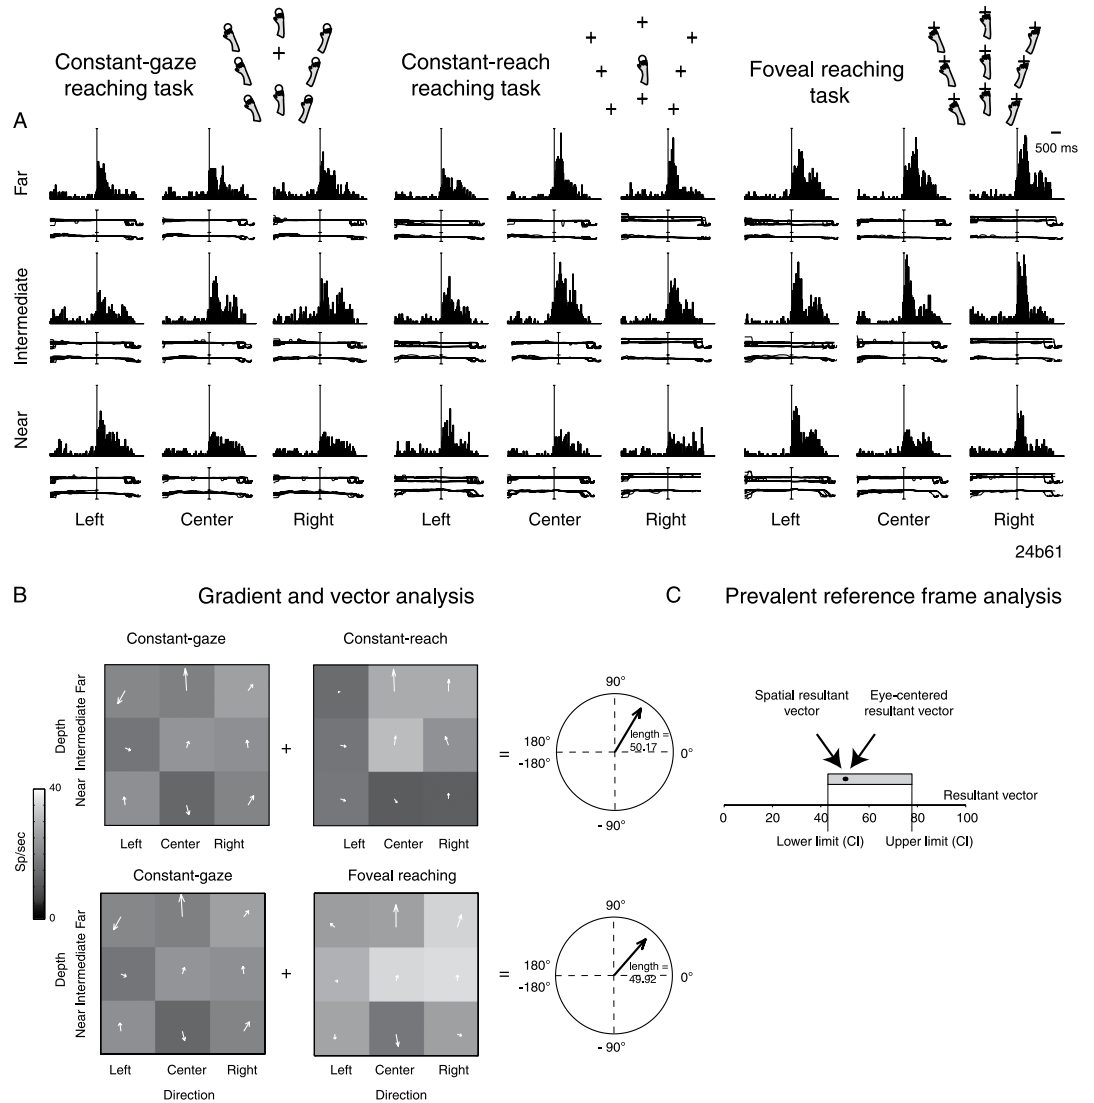 Constant-gaze
reaching task
Constant-reach
reaching task
Foveal reaching
task
A
500 ms
Far
Intermediate
Near
Left Center Right Left Center Right Left Center Right
24b61
B Gradient and vector analysis
C Prevalent reference frame analysis
Constant-gaze Constant-reach
Depth
Near Intermediate Far
+
=
90°
180°
-180°
0°
- 90°
length =
50.17
Left Center Right Left Center Right
Spatial resultant
vector
Eye-centered
resultant vector
Resultant vector
0 20 40 60 80 100
Lower limit (CI) Upper limit (CI)
40
Sp/sec
0
Constant-gaze Foveal reaching
Depth
Near Intermediate Far
+
=
90°
180°
-180°
0°
- 90°
length =
49.92
Left Center Right Left Center Right
Direction Direction